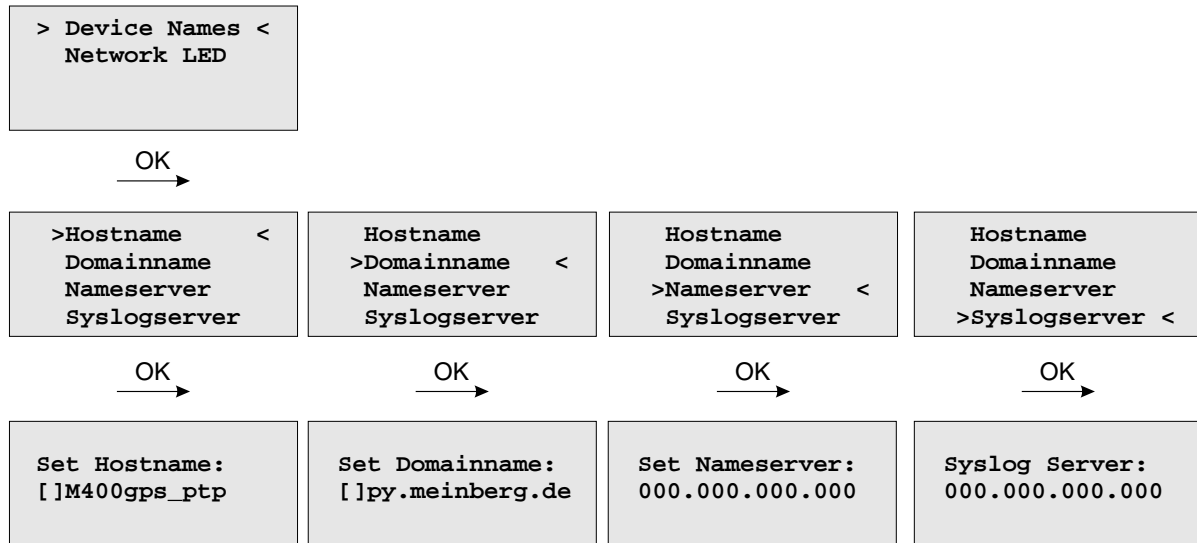 > Device Names <
Network LED
OK
>Hostname <
Domainname
Nameserver
Syslogserver
Hostname
>Domainname <
Nameserver
Syslogserver
Hostname
Domainname
>Nameserver <
Syslogserver
Hostname
Domainname
Nameserver
>Syslogserver <
OK
OK
OK
OK
Set Hostname:
[]M400gps_ptp
Set Domainname:
[]py.meinberg.de
Set Nameserver:
000.000.000.000
Syslog Server:
000.000.000.000